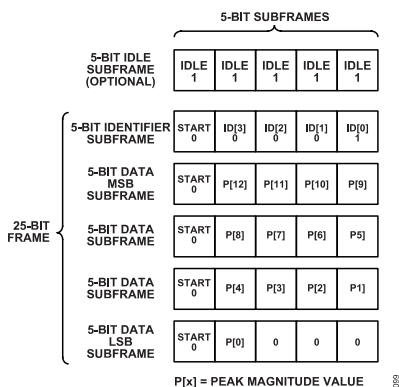 5-BIT SUBFRAMES
5-BIT IDLE
SUBFRAME
(OPTIONAL)
IDLE
1
IDLE
1
IDLE
1
IDLE
1
IDLE
1
25-BIT
FRAME
5-BIT IDENTIFIER
SUBFRAME
START
0
ID[3]
0
ID[2]
0
ID[1]
0
ID[0]
1
5-BIT DATA
MSB
SUBFRAME
START
0
P[12]
P[11]
P[10]
P[9]
5-BIT DATA
SUBFRAME
START
0
P[8]
P[7]
P[6]
P5]
5-BIT DATA
SUBFRAME
START
0
P[4]
P[3]
P[2]
P1]
5-BIT DATA
LSB
SUBFRAME
START
0
P[0]
0
0
0
P[x] = PEAK MAGNITUDE VALUE
099